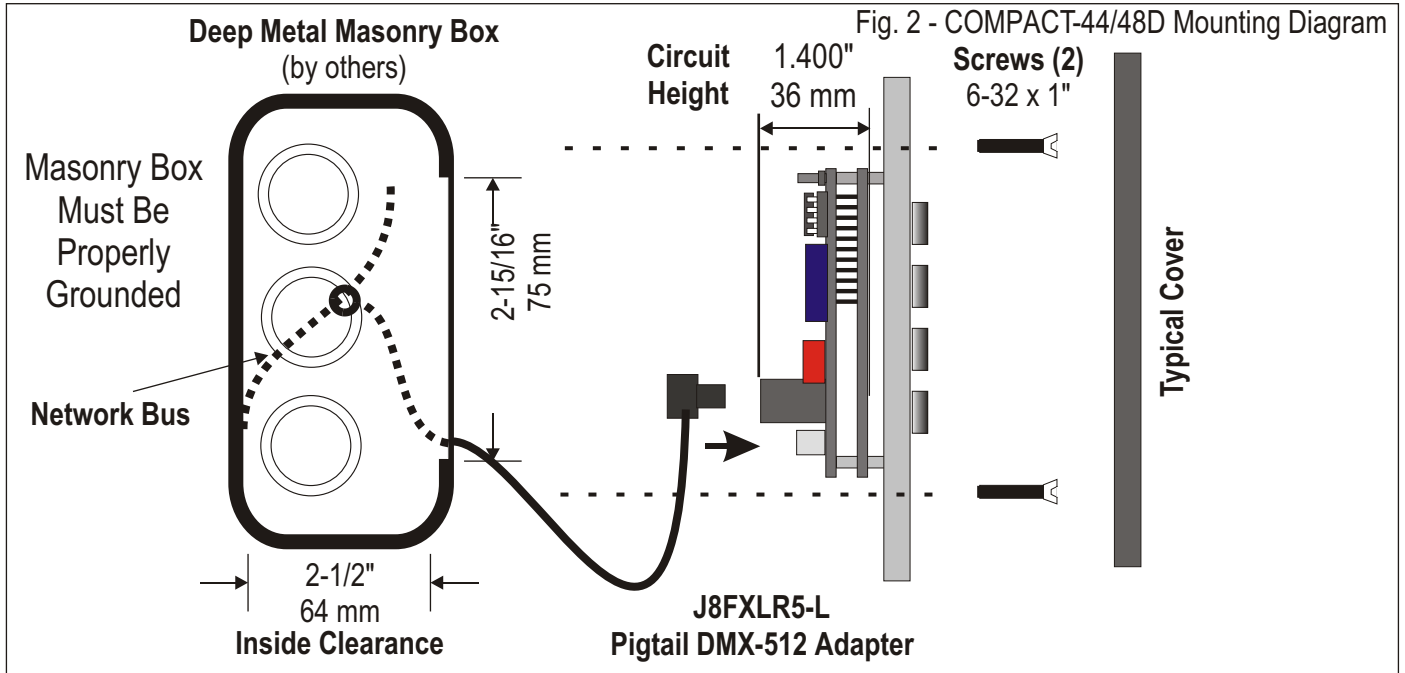 Fig. 2 - COMPACT-44/48D Mounting Diagram
Deep Metal Masonry Box
(by others)
Circuit
Height
1.400"
36 mm
Screws (2)
6-32 x 1"
Masonry Box
Must Be
Properly
Grounded
2-15/16"
75 mm
Typical Cover
Network Bus
2-1/2"
64 mm
Inside Clearance
J8FXLR5-L
Pigtail DMX-512 Adapter